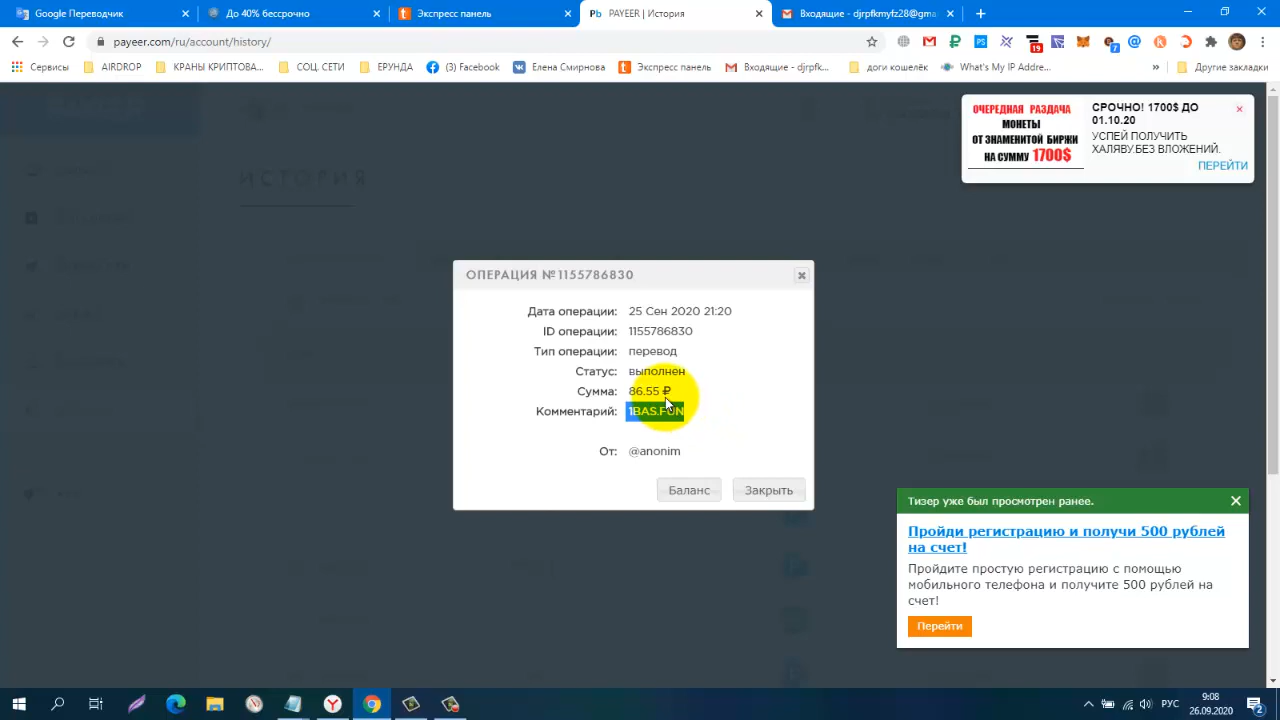 Google Переводчик
До 40% бессрочно
Экспресс панель
PAYEER | История
Входящие - djrpfkmyfz28@gma
payeer.com/ru/account/history/
19
7
Сервисы
AIRDROP
КРАНЫ КРИПТОВА...
СОЦ. СЕТИ
ЕРУНДА
(3) Facebook
Елена Смирнова
Экспресс панель
Входящие - djrpfk...
доги кошелёк
What's My IP Addre...
»
Другие закладки
ОЧЕРЕДНАЯ РАЗДАЧА
МОНЕТЫ
ОТ ЗНАМЕНИТОЙ БИРЖИ
НА СУММУ 1700$
СРОЧНО! 1700$ ДО
01.10.20
УСПЕЙ ПОЛУЧИТЬ
ХАЛЯВУ.БЕЗ ВЛОЖЕНИЙ.
ПЕРЕЙТИ
ИСТОРИЯ
ОПЕРАЦИЯ №1155786830
Дата операции: 25 Сен 2020 21:20
ID операции: 1155786830
Тип операции: перевод
Статус: выполнен
Сумма: 86.55 ₽
Комментарий: 1BAS.FUN
От: @anonim
Баланс
Закрыть
Тизер уже был просмотрен ранее.
Пройди регистрацию и получи 500 рублей
на счет!
Пройдите простую регистрацию с помощью
мобильного телефона и получите 500 рублей на
счет!
Перейти
РУС
9:08
26.09.2020
2